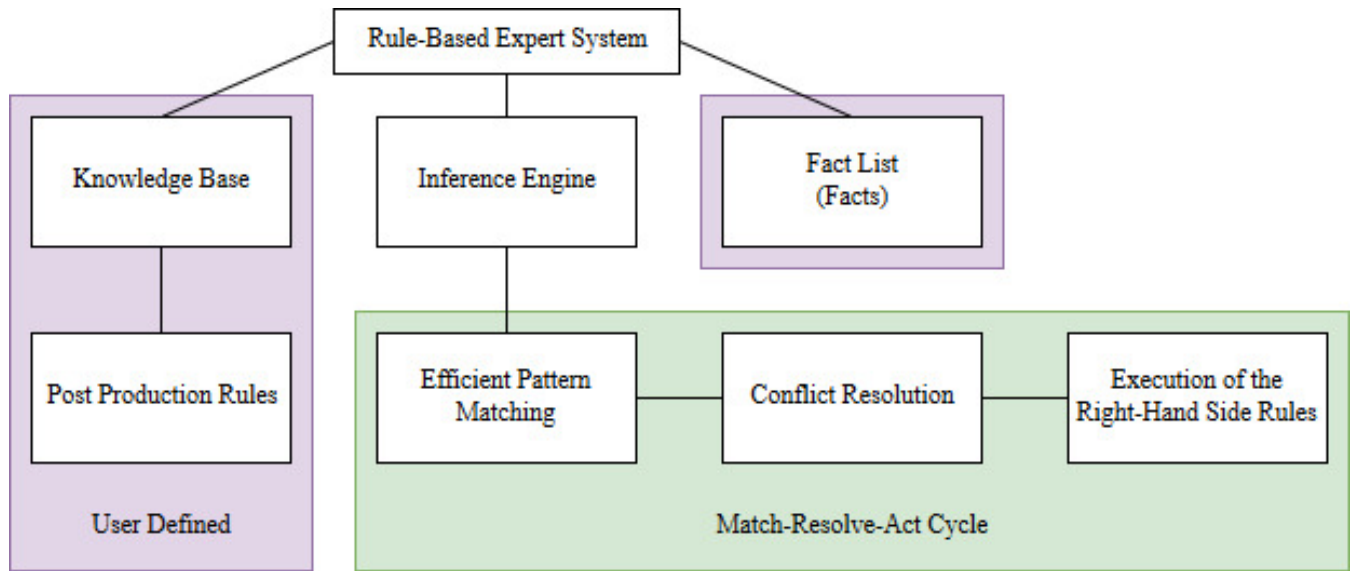 Rule-Based Expert System
Knowledge Base
Inference Engine
Fact List
(Facts)
Post Production Rules
Efficient Pattern
Matching
Conflict Resolution
Execution of the
Right-Hand Side Rules
User Defined
Match-Resolve-Act Cycle